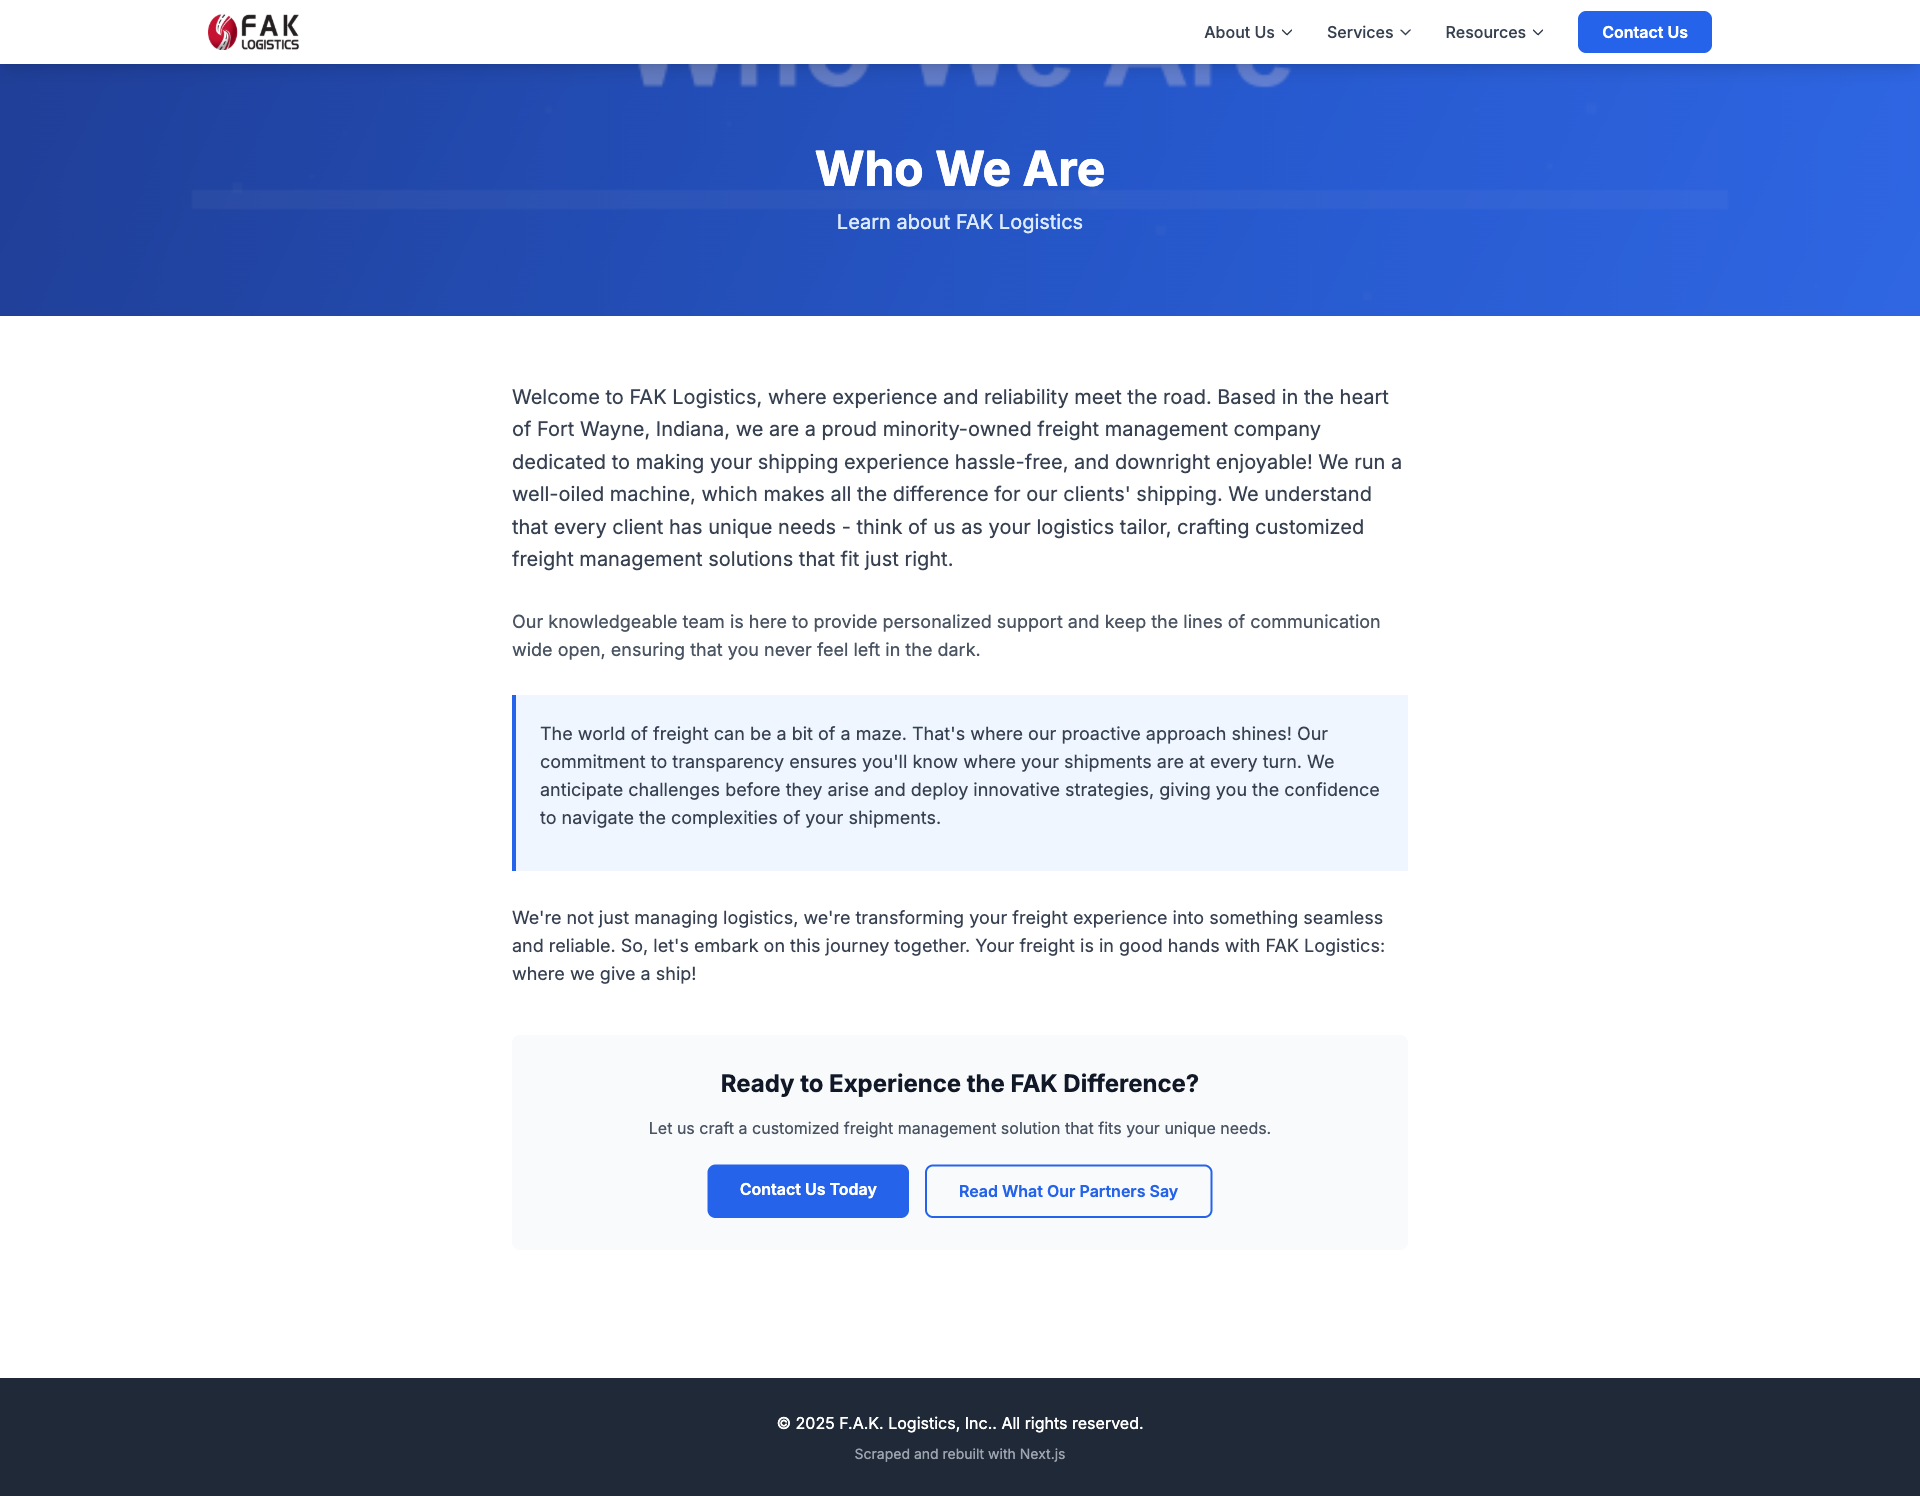 FAK
LOGISTICS
About Us
Services
Resources
Contact Us
Who We Are
Who We Are
Learn about FAK Logistics
Welcome to FAK Logistics, where experience and reliability meet the road. Based in the heart
of Fort Wayne, Indiana, we are a proud minority-owned freight management company
dedicated to making your shipping experience hassle-free, and downright enjoyable! We run a
well-oiled machine, which makes all the difference for our clients' shipping. We understand
that every client has unique needs - think of us as your logistics tailor, crafting customized
freight management solutions that fit just right.
Our knowledgeable team is here to provide personalized support and keep the lines of communication
wide open, ensuring that you never feel left in the dark.
The world of freight can be a bit of a maze. That's where our proactive approach shines! Our
commitment to transparency ensures you'll know where your shipments are at every turn. We
anticipate challenges before they arise and deploy innovative strategies, giving you the confidence
to navigate the complexities of your shipments.
We're not just managing logistics, we're transforming your freight experience into something seamless
and reliable. So, let's embark on this journey together. Your freight is in good hands with FAK Logistics:
where we give a ship!
Ready to Experience the FAK Difference?
Let us craft a customized freight management solution that fits your unique needs.
Contact Us Today
Read What Our Partners Say
© 2025 F.A.K. Logistics, Inc.. All rights reserved.
Scraped and rebuilt with Next.js